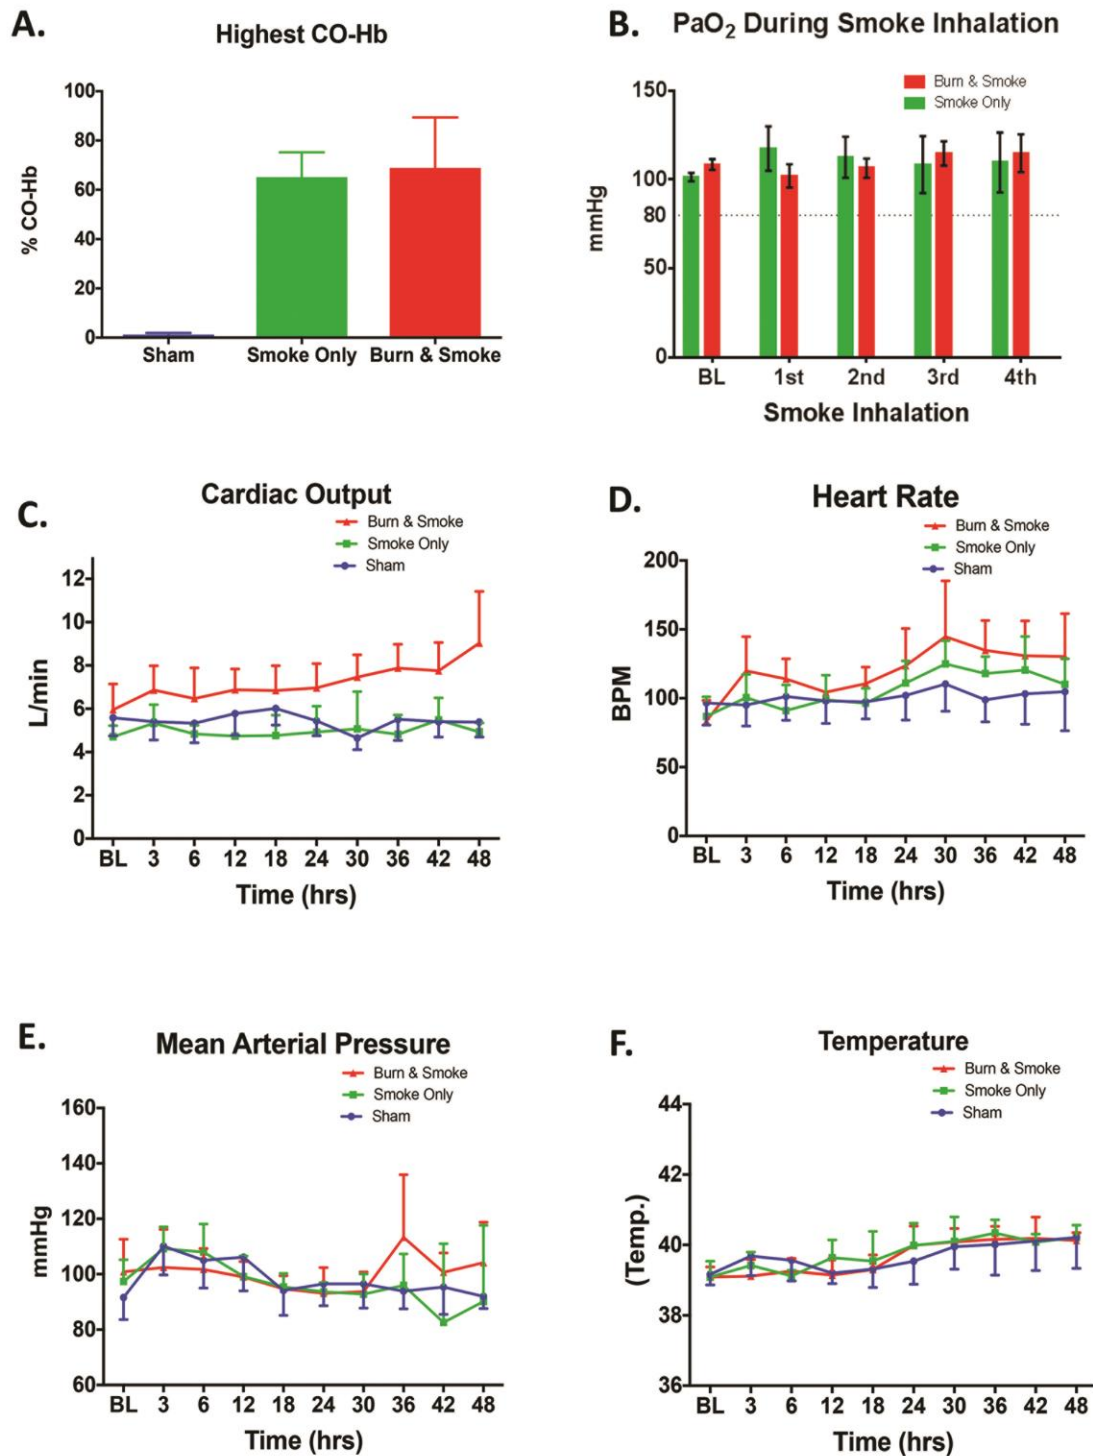 A.
Highest CO-Hb
100
80
60
40
20
0
% CO-Hb
Sham
Smoke Only
Burn & Smoke
B.
PaO₂ During Smoke Inhalation
Burn & Smoke
Smoke Only
150
100
80
50
0
mmHg
BL 1st 2nd 3rd 4th
Smoke Inhalation
C.
Cardiac Output
Burn & Smoke
Smoke Only
Sham
12
10
8
6
4
2
0
L/min
BL 3 6 12 18 24 30 36 42 48
Time (hrs)
D.
Heart Rate
Burn & Smoke
Smoke Only
Sham
200
150
100
50
0
BPM
BL 3 6 12 18 24 30 36 42 48
Time (hrs)
E.
Mean Arterial Pressure
Burn & Smoke
Smoke Only
Sham
160
140
120
100
80
60
mmHg
BL 3 6 12 18 24 30 36 42 48
Time (hrs)
F.
Temperature
Burn & Smoke
Smoke Only
Sham
44
42
40
38
36
(Temp.)
BL 3 6 12 18 24 30 36 42 48
Time (hrs)